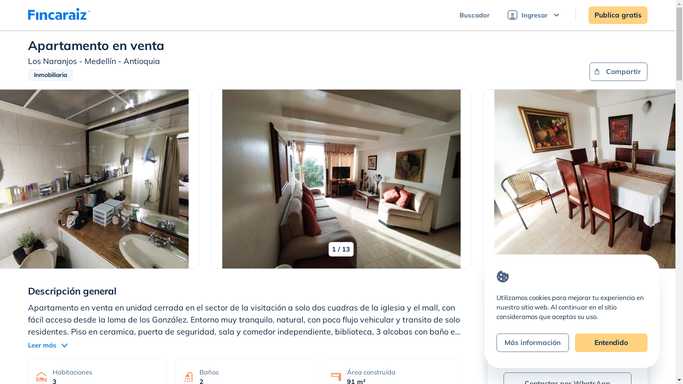 Fincaraiz
Buscador
Ingresar
Publica gratis
Apartamento en venta
Los Naranjos - Medellín - Antioquia
Inmobiliaria
Compartir
1 / 13
Descripción general
Apartamento en venta en unidad cerrada en el sector de la visitación a solo dos cuadras de la iglesia y el mall, con
fácil acceso desde la loma de los González. Entorno muy tranquilo, natural, con poco flujo vehicular y transito de solo
residentes. Piso en ceramica, puerta de seguridad, sala y comedor independiente, biblioteca, 3 alcobas con baño e...
Leer más
Habitaciones
3
Baños
2
Área construida
91 m²
Utilizamos cookies para mejorar tu experiencia en
nuestro sitio web. Al continuar en el sitio
consideramos que aceptas su uso.
Más información
Entendido
Contactar por WhatsApp